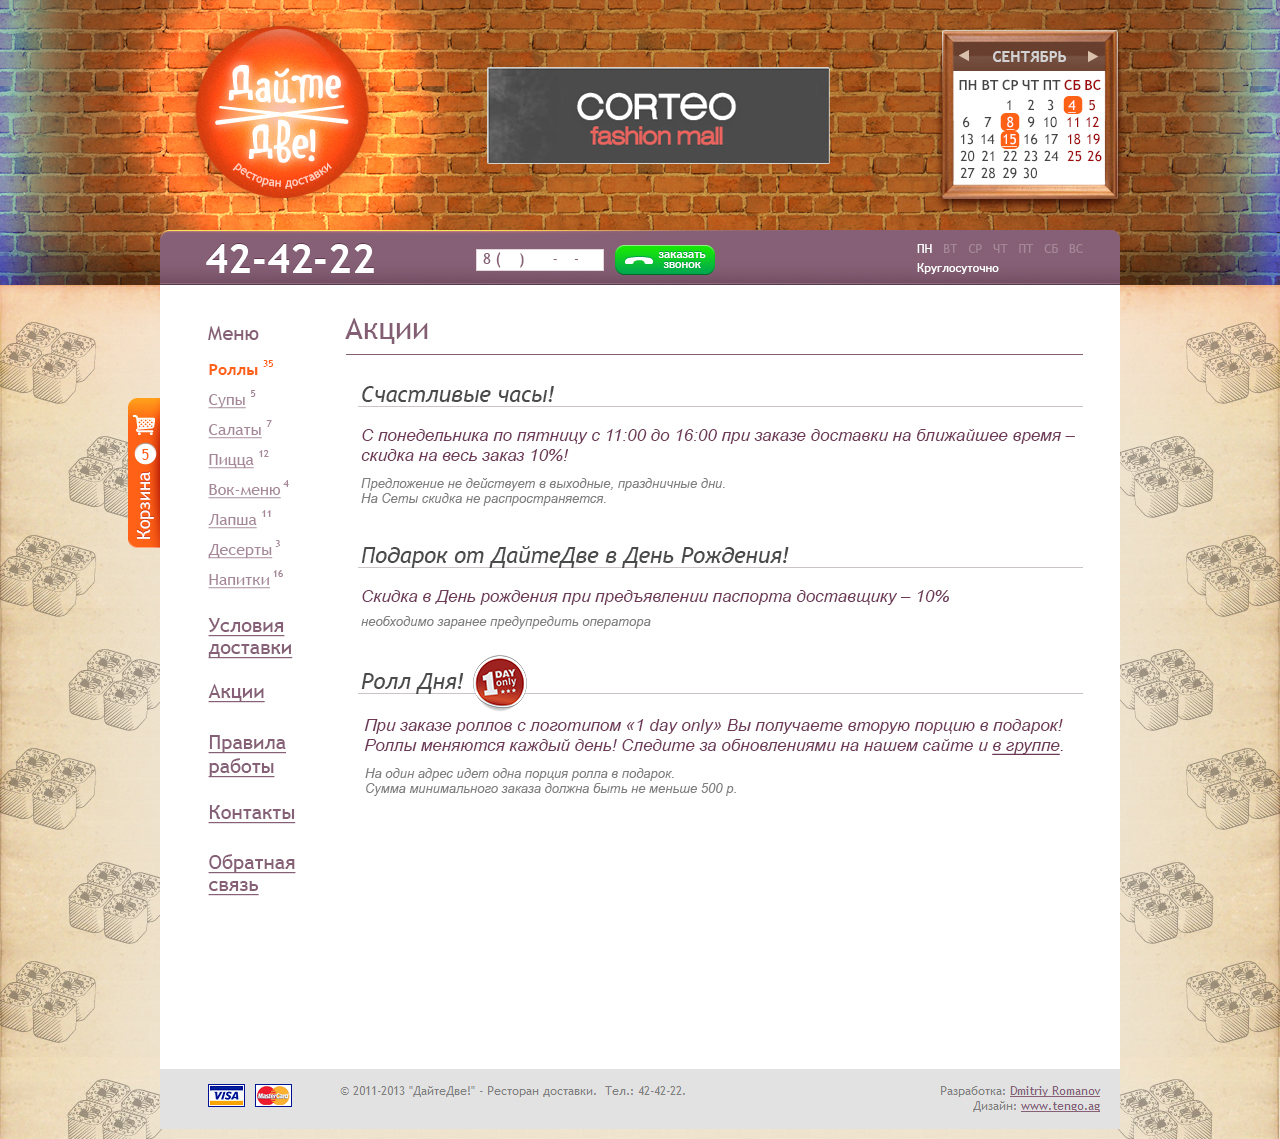 Дайте
Две!
ресторан доставки
CORTEO
fashion mall
СЕНТЯБРЬ
ПН ВТ СР ЧТ ПТ СБ ВС
1 2 3 4 5
6 7 8 9 10 11 12
13 14 15 16 17 18 19
20 21 22 23 24 25 26
27 28 29 30
42-42-22
8 ( ) - -
заказать
звонок
ПН ВТ СР ЧТ ПТ СБ ВС
Круглосуточно
Корзина 5
Меню
Роллы 35
Супы 5
Салаты 7
Пицца 12
Вок-меню 4
Лапша 11
Десерты 3
Напитки 16
Условия
доставки
Акции
Правила
работы
Контакты
Обратная
связь
Акции
Счастливые часы!
С понедельника по пятницу с 11:00 до 16:00 при заказе доставки на ближайшее время –
скидка на весь заказ 10%!
Предложение не действует в выходные, праздничные дни.
На Сеты скидка не распространяется.
Подарок от ДайтеДве в День Рождения!
Скидка в День рождения при предъявлении паспорта доставщику – 10%
необходимо заранее предупредить оператора
Ролл Дня!
1 DAY
only
При заказе роллов с логотипом «1 day only» Вы получаете вторую порцию в подарок!
Роллы меняются каждый день! Следите за обновлениями на нашем сайте и в группе.
На один адрес идет одна порция ролла в подарок.
Сумма минимального заказа должна быть не меньше 500 р.
VISA
MasterCard
© 2011-2013 "ДайтеДве!" - Ресторан доставки. Тел.: 42-42-22.
Разработка: Dmitriy Romanov
Дизайн: www.tengo.ag